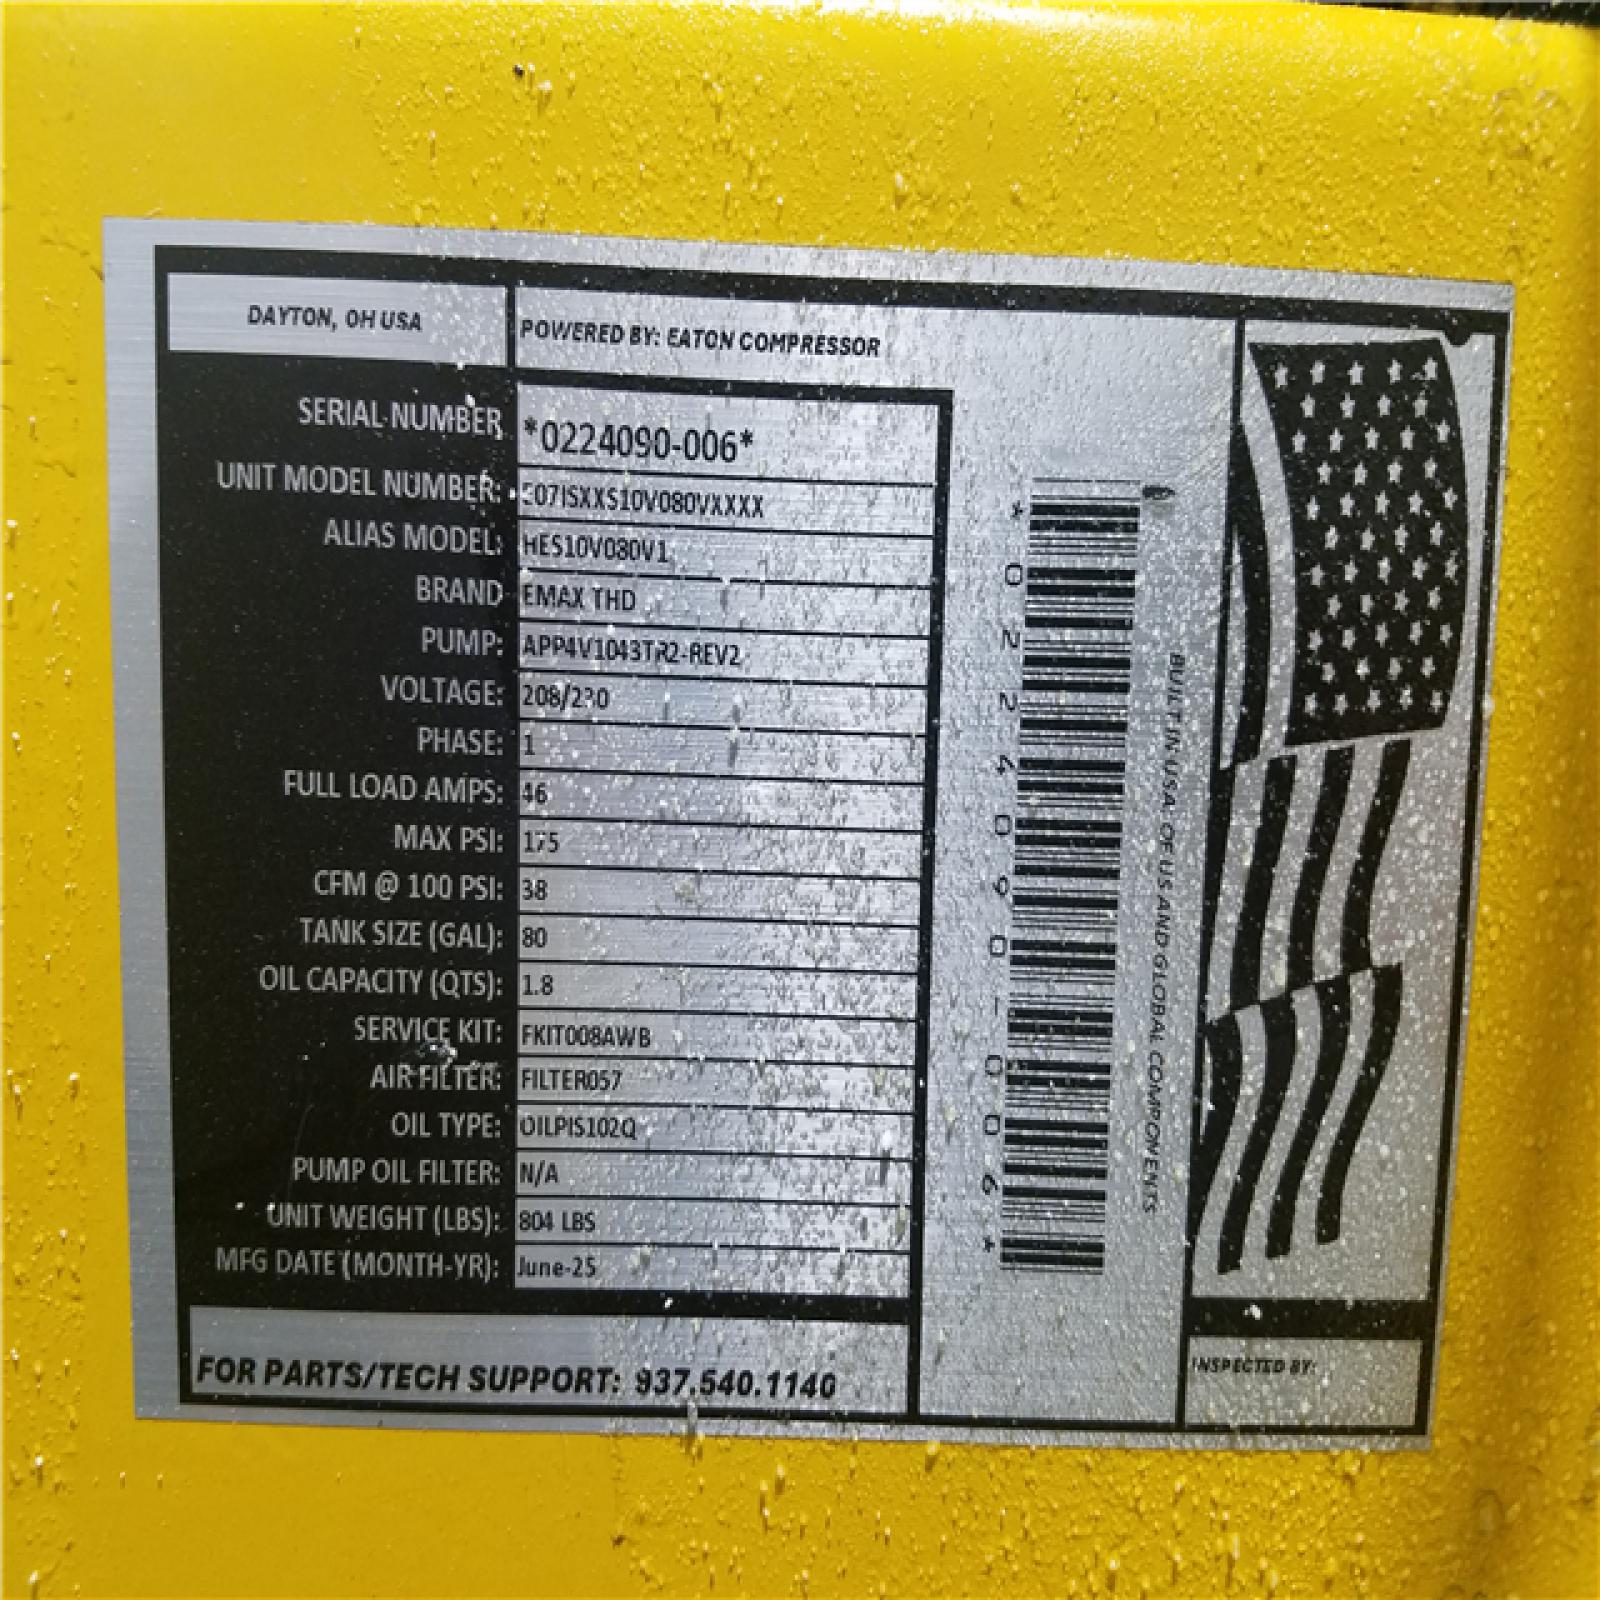 DAYTON, OH USA
POWERED BY: EATON COMPRESSOR
SERIAL NUMBER *0224090-006*
UNIT MODEL NUMBER: E07ISXXS10V080VXXXX
ALIAS MODEL: HES10V080V1
BRAND EMAX THD
PUMP: APP4V1043TR2-REV2
VOLTAGE: 208/230
PHASE: 1
FULL LOAD AMPS: 46
MAX PSI: 175
CFM @ 100 PSI: 38
TANK SIZE (GAL): 80
OIL CAPACITY (QTS): 1.8
SERVICE KIT: FKIT008AWB
AIR FILTER: FILTER057
OIL TYPE: OILPIS102Q
PUMP OIL FILTER: N/A
UNIT WEIGHT (LBS): 804 LBS
MFG DATE (MONTH-YR): June-25
FOR PARTS/TECH SUPPORT: 937.540.1140
*0224090-006*
BUILT IN USA OF US AND GLOBAL COMPONENTS
INSPECTED BY: